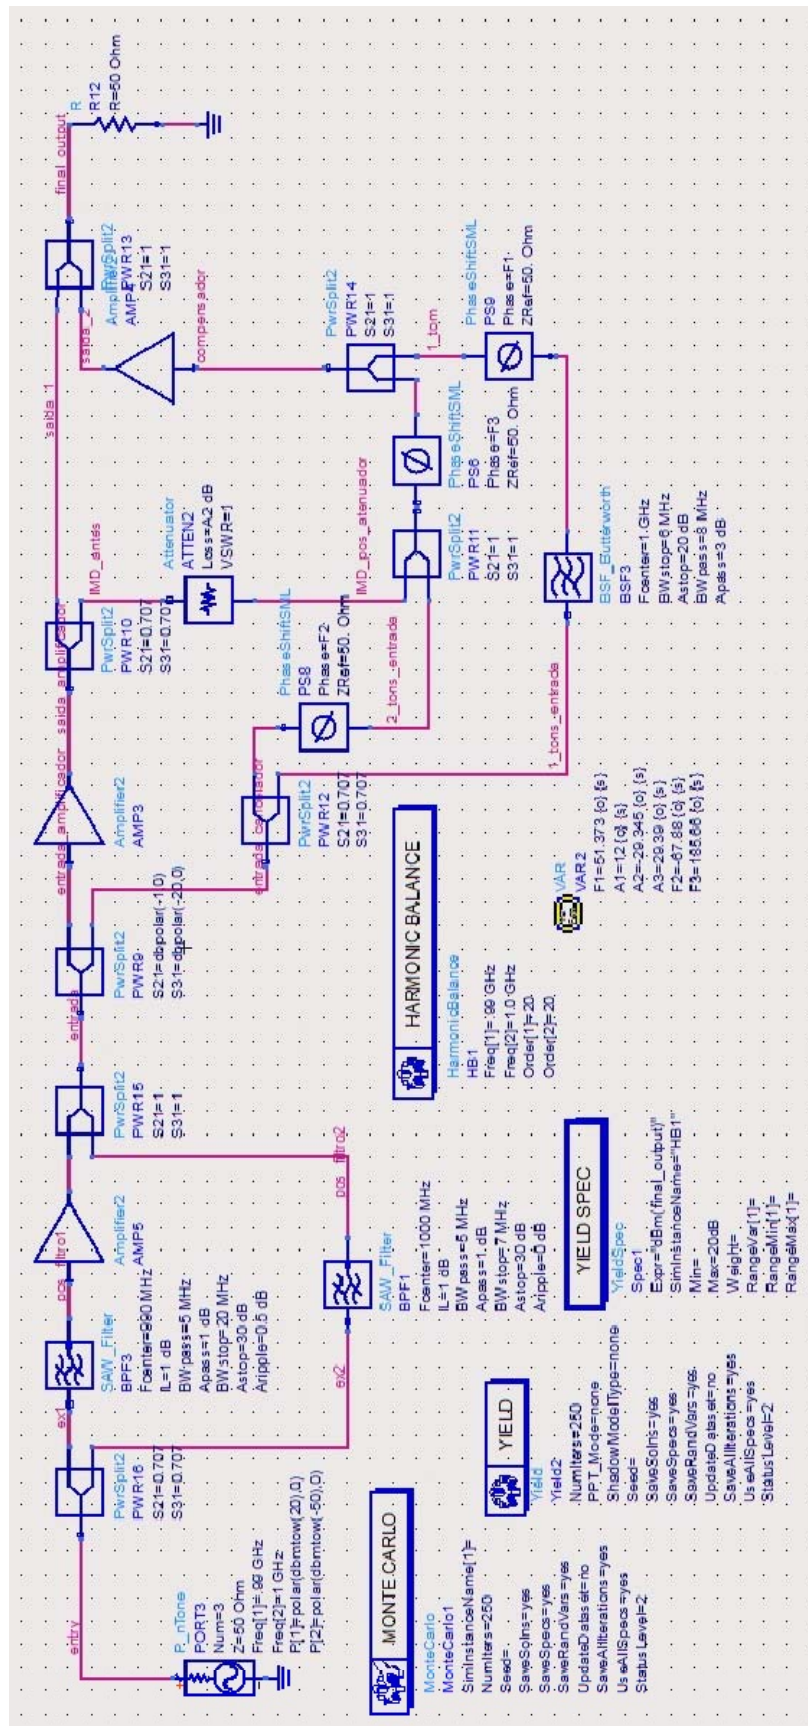 entry
P_nTone
PORT3
Num=3
Z=50 Ohm
Freq[1]=.99 GHz
Freq[2]=1 GHz
P[1]=polar(dbmtow(20),0)
P[2]=polar(dbmtow(-50),0)
PwrSplit2
PWR16
S21=0.707
S31=0.707
ex1
ex2
SAW_Filter
BPF3
Fcenter=990 MHz
IL=1 dB
BWpass=5 MHz
Apass=1 dB
BWstop=20 MHz
Astop=30 dB
Aripple=0.5 dB
pos_filtro1
Amplifier2
AMP5
SAW_Filter
BPF1
Fcenter=1000 MHz
IL=1 dB
BWpass=5 MHz
Apass=1 dB
BWstop=7 MHz
Astop=30 dB
Aripple=0 dB
pos_filtro2
PwrSplit2
PWR15
S21=1
S31=1
entrada
PwrSplit2
PWR9
S21=dbpolar(-1,0)
S31=dbpolar(-20,0)
entrada_amplificador
Amplifier2
AMP3
saida_amplificador
entrada_cancelador
PwrSplit2
PWR12
S21=0.707
S31=0.707
PwrSplit2
PWR10
S21=0.707
S31=0.707
PhaseShiftSML
PS8
Phase=F2
ZRef=50. Ohm
2_tons_entrada
1_tons_entrada
IMD_antes
Attenuator
ATTEN2
Loss=A2 dB
VSWR=1
IMD_pos_atenuador
PwrSplit2
PWR11
S21=1
S31=1
BSF_Butterworth
BSF3
Fcenter=1.GHz
BWstop=6 MHz
Astop=20 dB
BWpass=8 MHz
Apass=3 dB
PhaseShiftSML
PS6
Phase=F3
ZRef=50. Ohm
PhaseShiftSML
PS9
Phase=F1
ZRef=50. Ohm
1_tom
PwrSplit2
PWR14
S21=1
S31=1
compensador
saida_1
saida_2
Amplifier2
PwrSplit2
PWR13
S21=1
S31=1
final_output
R
R12
R=50 Ohm
HARMONIC BALANCE
HarmonicBalance
HB1
Freq[1]=.99 GHz
Freq[2]=1.0 GHz
Order[1]=20
Order[2]=20
VAR
VAR2
F1=51.373 {o} {s}
A1=12 {o} {s}
A2=-29.345 {o} {s}
A3=29.39 {o} {s}
F2=-67.88 {o} {s}
F3=185.66 {o} {s}
MONTE CARLO
MonteCarlo
MonteCarlo1
SimInstanceName[1]=
NumIters=250
Seed=
SaveSolns=yes
SaveSpecs=yes
SaveRandVars=yes
UpdateDataset=no
SaveAllIterations=yes
UseAllSpecs=yes
StatusLevel=2
YIELD
Yield
Yield2
NumIters=250
PPT_Mode=none
ShadowModelType=none
Seed=
SaveSolns=yes
SaveSpecs=yes
SaveRandVars=yes
UpdateDataset=no
SaveAllIterations=yes
UseAllSpecs=yes
StatusLevel=2
YIELD SPEC
YieldSpec
Spec1
Expr="dBm(final_output)"
SimInstanceName="HB1"
Min=
Max=20dB
Weight=
RangeVar[1]=
RangeMin[1]=
RangeMax[1]=